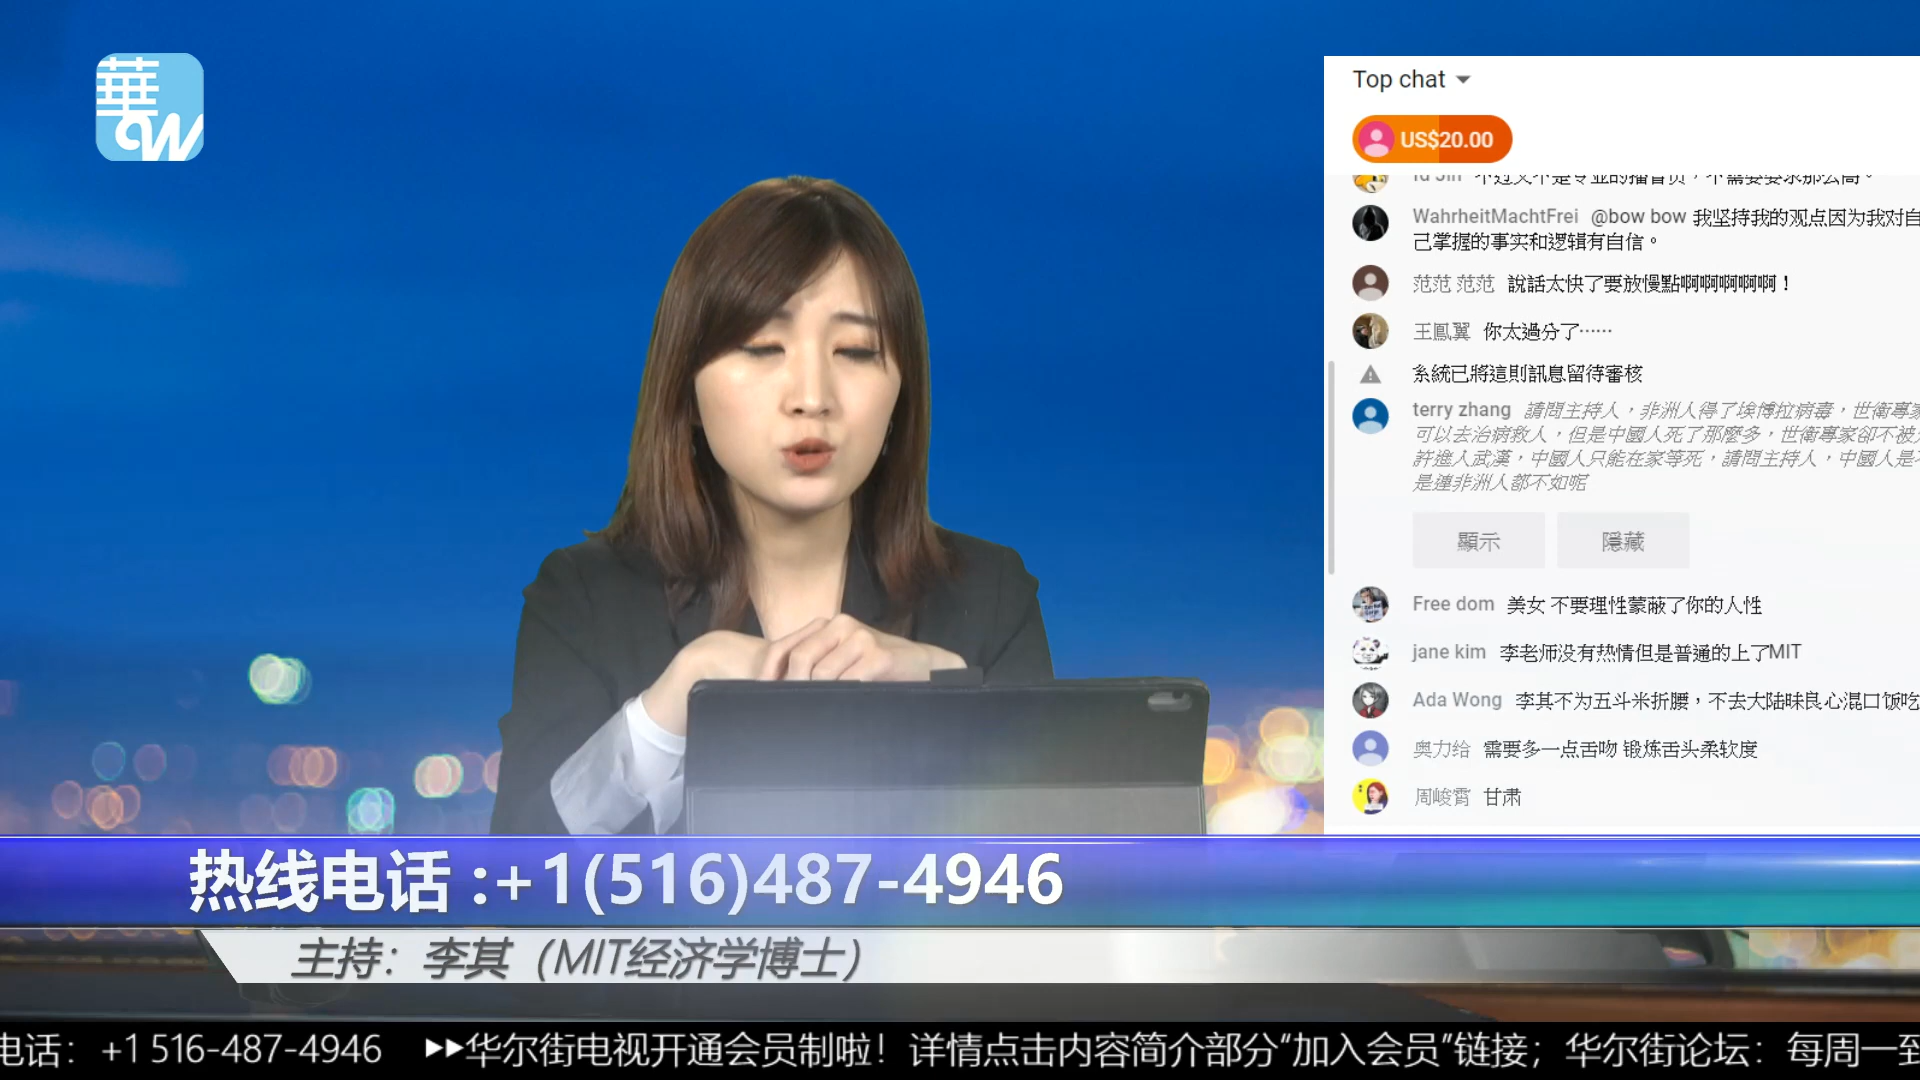 華
W
Top chat
US$20.00
WahrheitMachtFrei @bow bow 我坚持我的观点因为我对自
己掌握的事实和逻辑有自信。
范范 范范 說話太快了要放慢點啊啊啊啊啊！
王鳳翼 你太過分了……
系統已將這則訊息留待審核
terry zhang 請問主持人，非洲人得了埃博拉病毒，世衛專家
可以去治病救人，但是中國人死了那麼多，世衛專家卻不被允
許進入武漢，中國人只能在家等死，請問主持人，中國人是不
是連非洲人都不如呢
顯示 隱藏
Free dom 美女 不要理性蒙蔽了你的人性
jane kim 李老师没有热情但是普通的上了MIT
Ada Wong 李其不为五斗米折腰，不去大陆昧良心混口饭吃
奥力给 需要多一点舌吻 锻炼舌头柔软度
周峻霄 甘肃
热线电话 :+1(516)487-4946
主持：李其（MIT经济学博士）
电话：+1 516-487-4946 ▶▶华尔街电视开通会员制啦！详情点击内容简介部分“加入会员”链接；华尔街论坛：每周一到